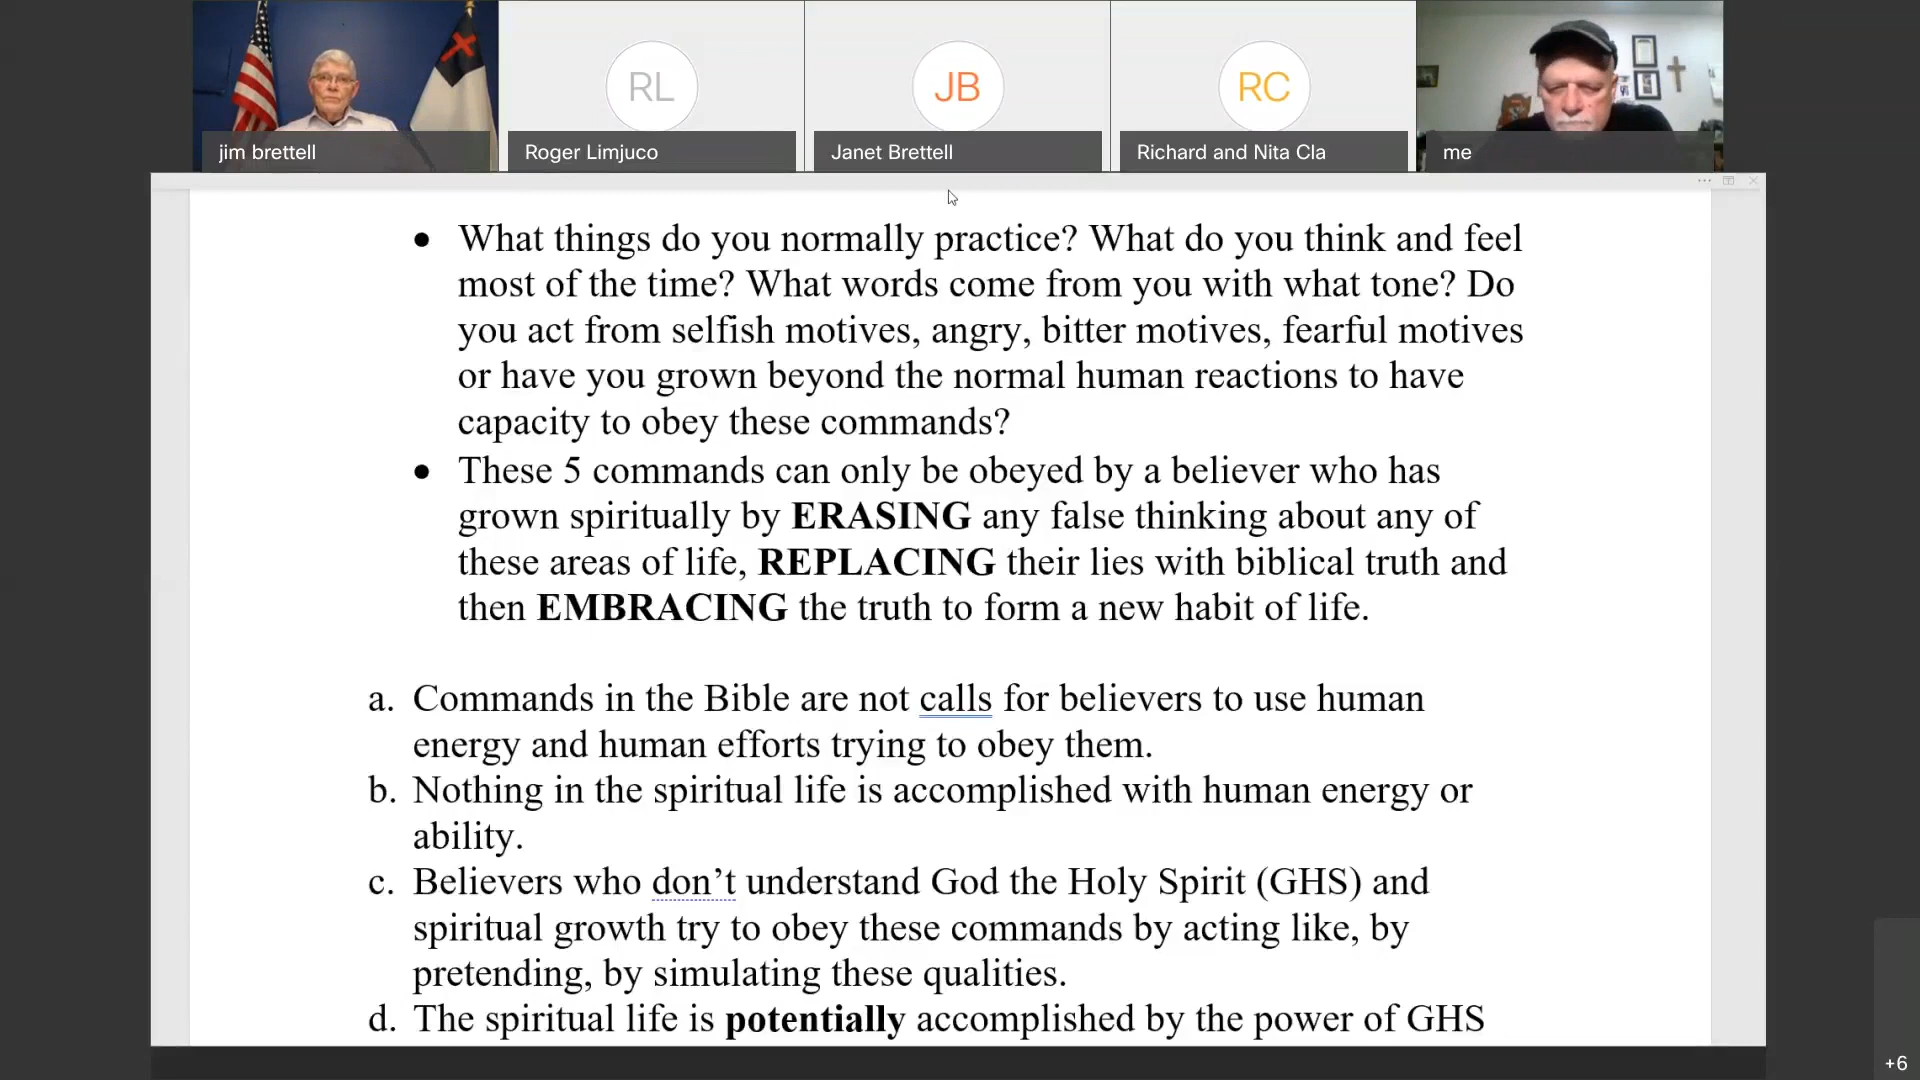 RL
JB
RC
jim brettell
Roger Limjuco
Janet Brettell
Richard and Nita Cla
me
• What things do you normally practice? What do you think and feel
most of the time? What words come from you with what tone? Do
you act from selfish motives, angry, bitter motives, fearful motives
or have you grown beyond the normal human reactions to have
capacity to obey these commands?
• These 5 commands can only be obeyed by a believer who has
grown spiritually by ERASING any false thinking about any of
these areas of life, REPLACING their lies with biblical truth and
then EMBRACING the truth to form a new habit of life.
a. Commands in the Bible are not calls for believers to use human
energy and human efforts trying to obey them.
b. Nothing in the spiritual life is accomplished with human energy or
ability.
c. Believers who don’t understand God the Holy Spirit (GHS) and
spiritual growth try to obey these commands by acting like, by
pretending, by simulating these qualities.
d. The spiritual life is potentially accomplished by the power of GHS
+6